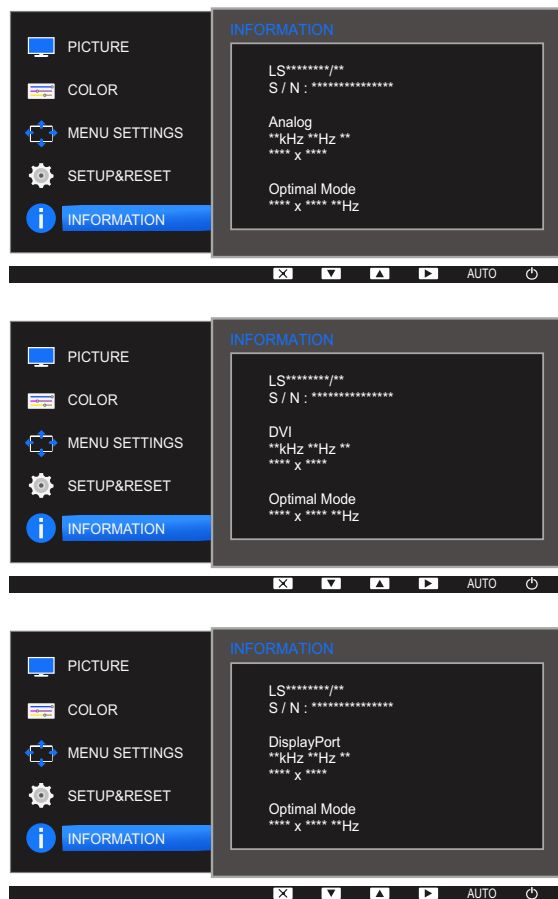 PICTURE
COLOR
MENU SETTINGS
SETUP&RESET
INFORMATION
INFORMATION
LS********/**
S / N : ***************
Analog
**kHz **Hz **
**** x ****
Optimal Mode
**** x **** **Hz
AUTO
PICTURE
COLOR
MENU SETTINGS
SETUP&RESET
INFORMATION
INFORMATION
LS********/**
S / N : ***************
DVI
**kHz **Hz **
**** x ****
Optimal Mode
**** x **** **Hz
AUTO
PICTURE
COLOR
MENU SETTINGS
SETUP&RESET
INFORMATION
INFORMATION
LS********/**
S / N : ***************
DisplayPort
**kHz **Hz **
**** x ****
Optimal Mode
**** x **** **Hz
AUTO